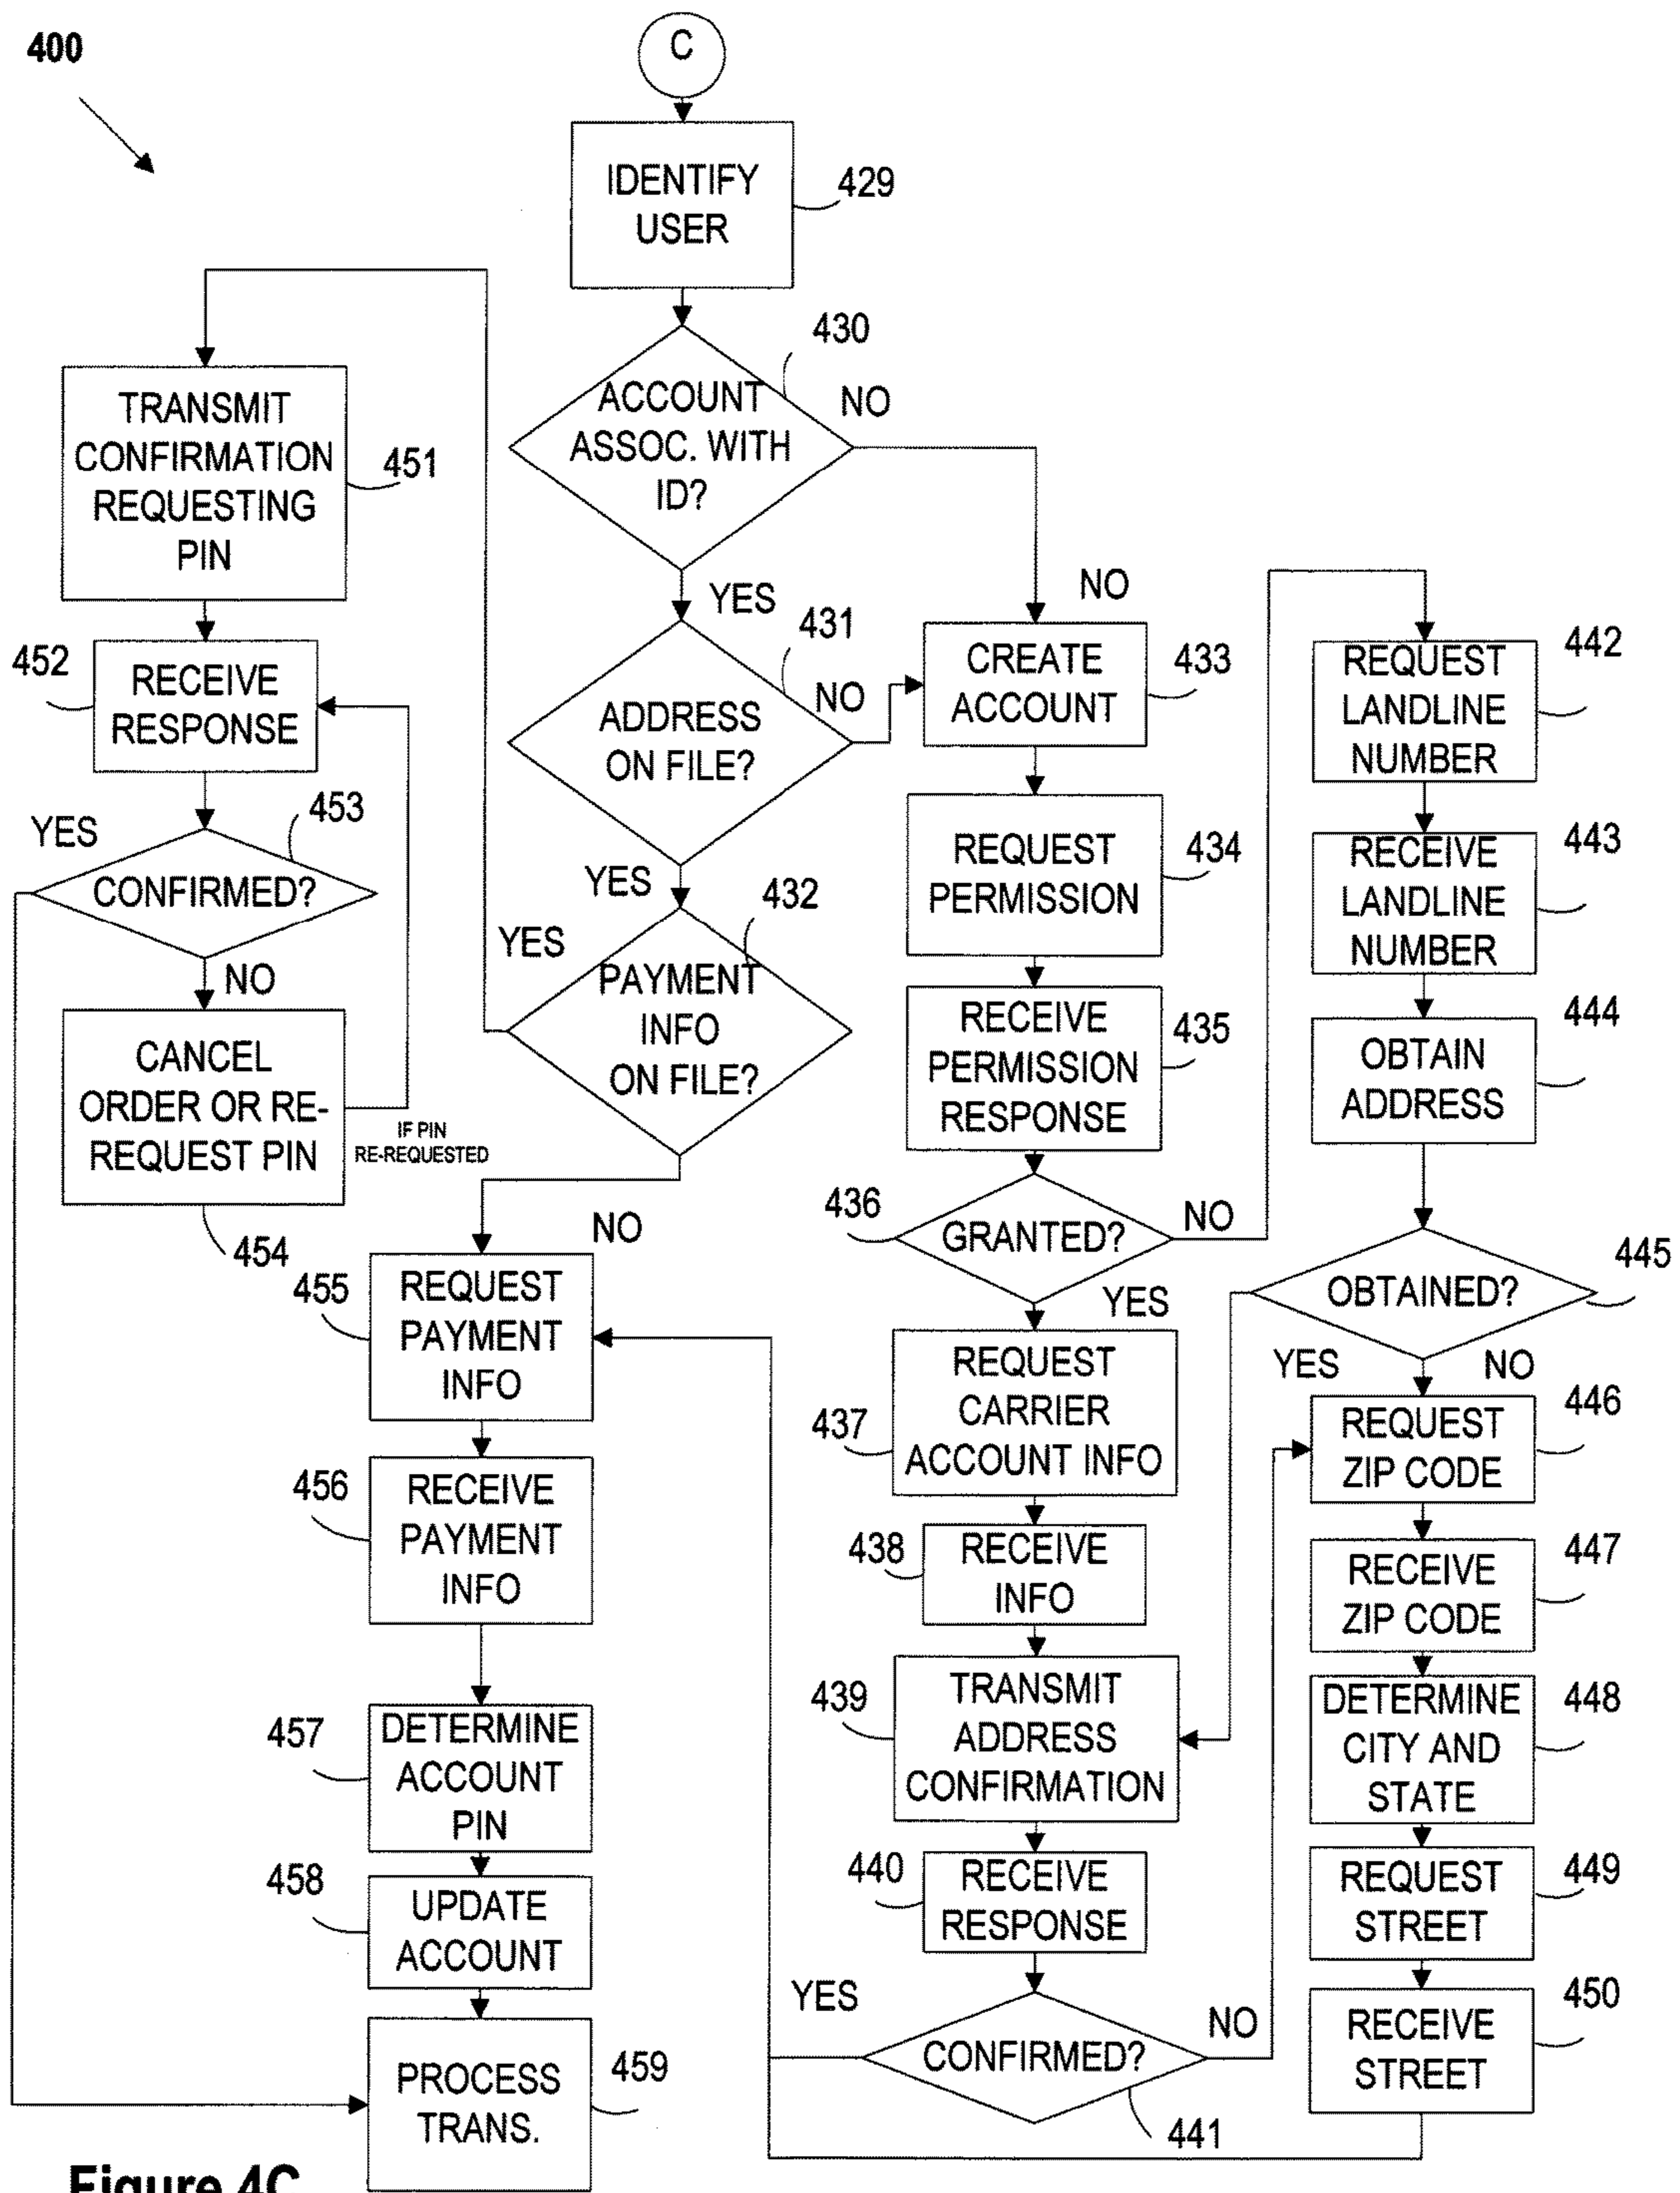 400
C
IDENTIFY
USER
429
430
ACCOUNT
ASSOC. WITH
ID?
NO
YES
TRANSMIT
CONFIRMATION
REQUESTING
PIN
451
452
RECEIVE
RESPONSE
YES
453
CONFIRMED?
NO
CANCEL
ORDER OR RE-
REQUEST PIN
IF PIN
RE-REQUESTED
454
431
ADDRESS
ON FILE?
NO
YES
432
YES
PAYMENT
INFO
ON FILE?
NO
455
REQUEST
PAYMENT
INFO
456
RECEIVE
PAYMENT
INFO
457
DETERMINE
ACCOUNT
PIN
458
UPDATE
ACCOUNT
PROCESS
TRANS.
459
NO
CREATE
ACCOUNT
433
REQUEST
PERMISSION
434
RECEIVE
PERMISSION
RESPONSE
435
436
GRANTED?
NO
YES
REQUEST
CARRIER
ACCOUNT INFO
437
438
RECEIVE
INFO
439
TRANSMIT
ADDRESS
CONFIRMATION
440
RECEIVE
RESPONSE
YES
CONFIRMED?
NO
441
REQUEST
LANDLINE
NUMBER
442
RECEIVE
LANDLINE
NUMBER
443
OBTAIN
ADDRESS
444
OBTAINED?
445
YES
NO
REQUEST
ZIP CODE
446
RECEIVE
ZIP CODE
447
DETERMINE
CITY AND
STATE
448
REQUEST
STREET
449
RECEIVE
STREET
450
Figure 4C